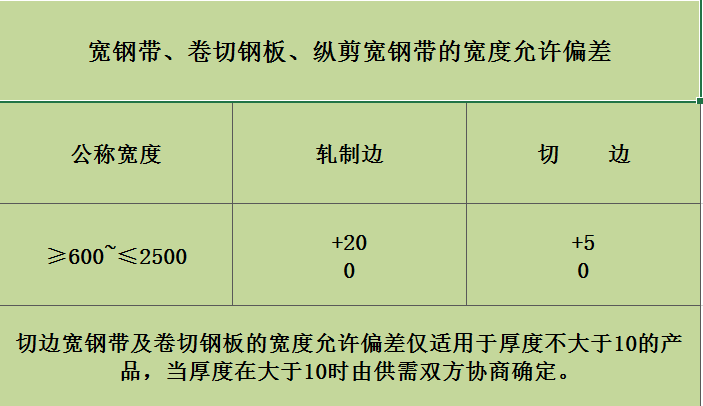 宽钢带、卷切钢板、纵剪宽钢带的宽度允许偏差
公称宽度 轧制边 切 边
≥600~≤2500 +20 +5
0 0
切边宽钢带及卷切钢板的宽度允许偏差仅适用于厚度不大于10的产
品，当厚度在大于10时由供需双方协商确定。